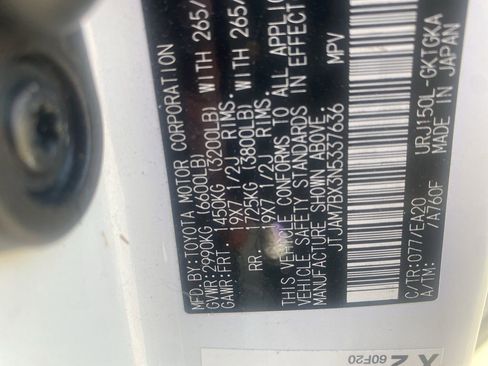 MFD. BY: TOYOTA MOTOR CORPORATION
GVWR: 2990KG (6600LB)
GAWR: FRT 1450KG (3200LB) WITH 265/
19X7 1/2J RIMS.
RR. 1725KG (3800LB) WITH 265/
19X7 1/2J RIMS.
THIS VEHICLE CONFORMS TO ALL APPLIC
VEHICLE SAFETY STANDARDS IN EFFECT
MANUFACTURE SHOWN ABOVE.
JTJAM7BX3N5337636 MPV
C/TR: 077/EA20 URJ150L-GKTGKA
A/TM: /A760F MADE IN JAPAN
X2
60F20